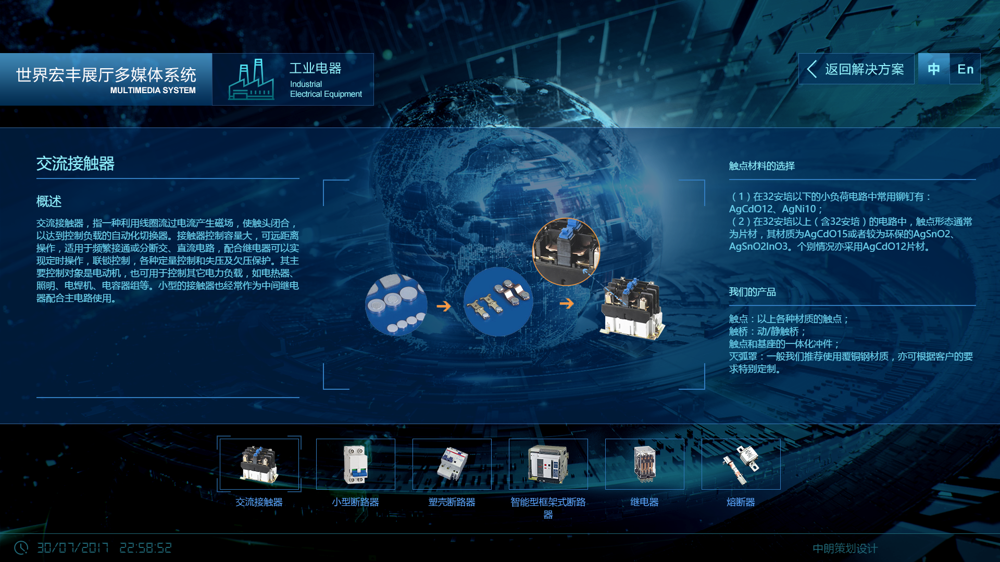 世界宏丰展厅多媒体系统
MULTIMEDIA SYSTEM
工业电器
Industrial
Electrical Equipment
返回解决方案
中
En
交流接触器
概述
交流接触器，指一种利用线圈流过电流产生磁场，使触头闭合，
以达到控制负载的自动化切换器。接触器控制容量大，可远距离
操作，适用于频繁接通或分断交、直流电路，配合继电器可以实
现定时操作，联锁控制，各种定量控制和失压及欠压保护。其主
要控制对象是电动机，也可用于控制其它电力负载，如电热器、
照明、电焊机、电容器组等。小型的接触器也经常作为中间继电
器配合主电路使用。
触点材料的选择
（1）在32安培以下的小负荷电路中常用铆钉有：
AgCdO12、AgNi10；
（2）在32安培以上（含32安培）的电路中，触点形态通常
为片材，其材质为AgCdO15或者较为环保的AgSnO2、
AgSnO2InO3。个别情况亦采用AgCdO12片材。
我们的产品
触点：以上各种材质的触点；
触桥：动/静触桥；
触点和基座的一体化冲件；
灭弧罩：一般我们推荐使用覆铜钢材质，亦可根据客户的要
求特别定制。
交流接触器
小型断路器
塑壳断路器
智能型框架式断路
器
继电器
熔断器
30/07/2017 22:58:52
中朗策划设计